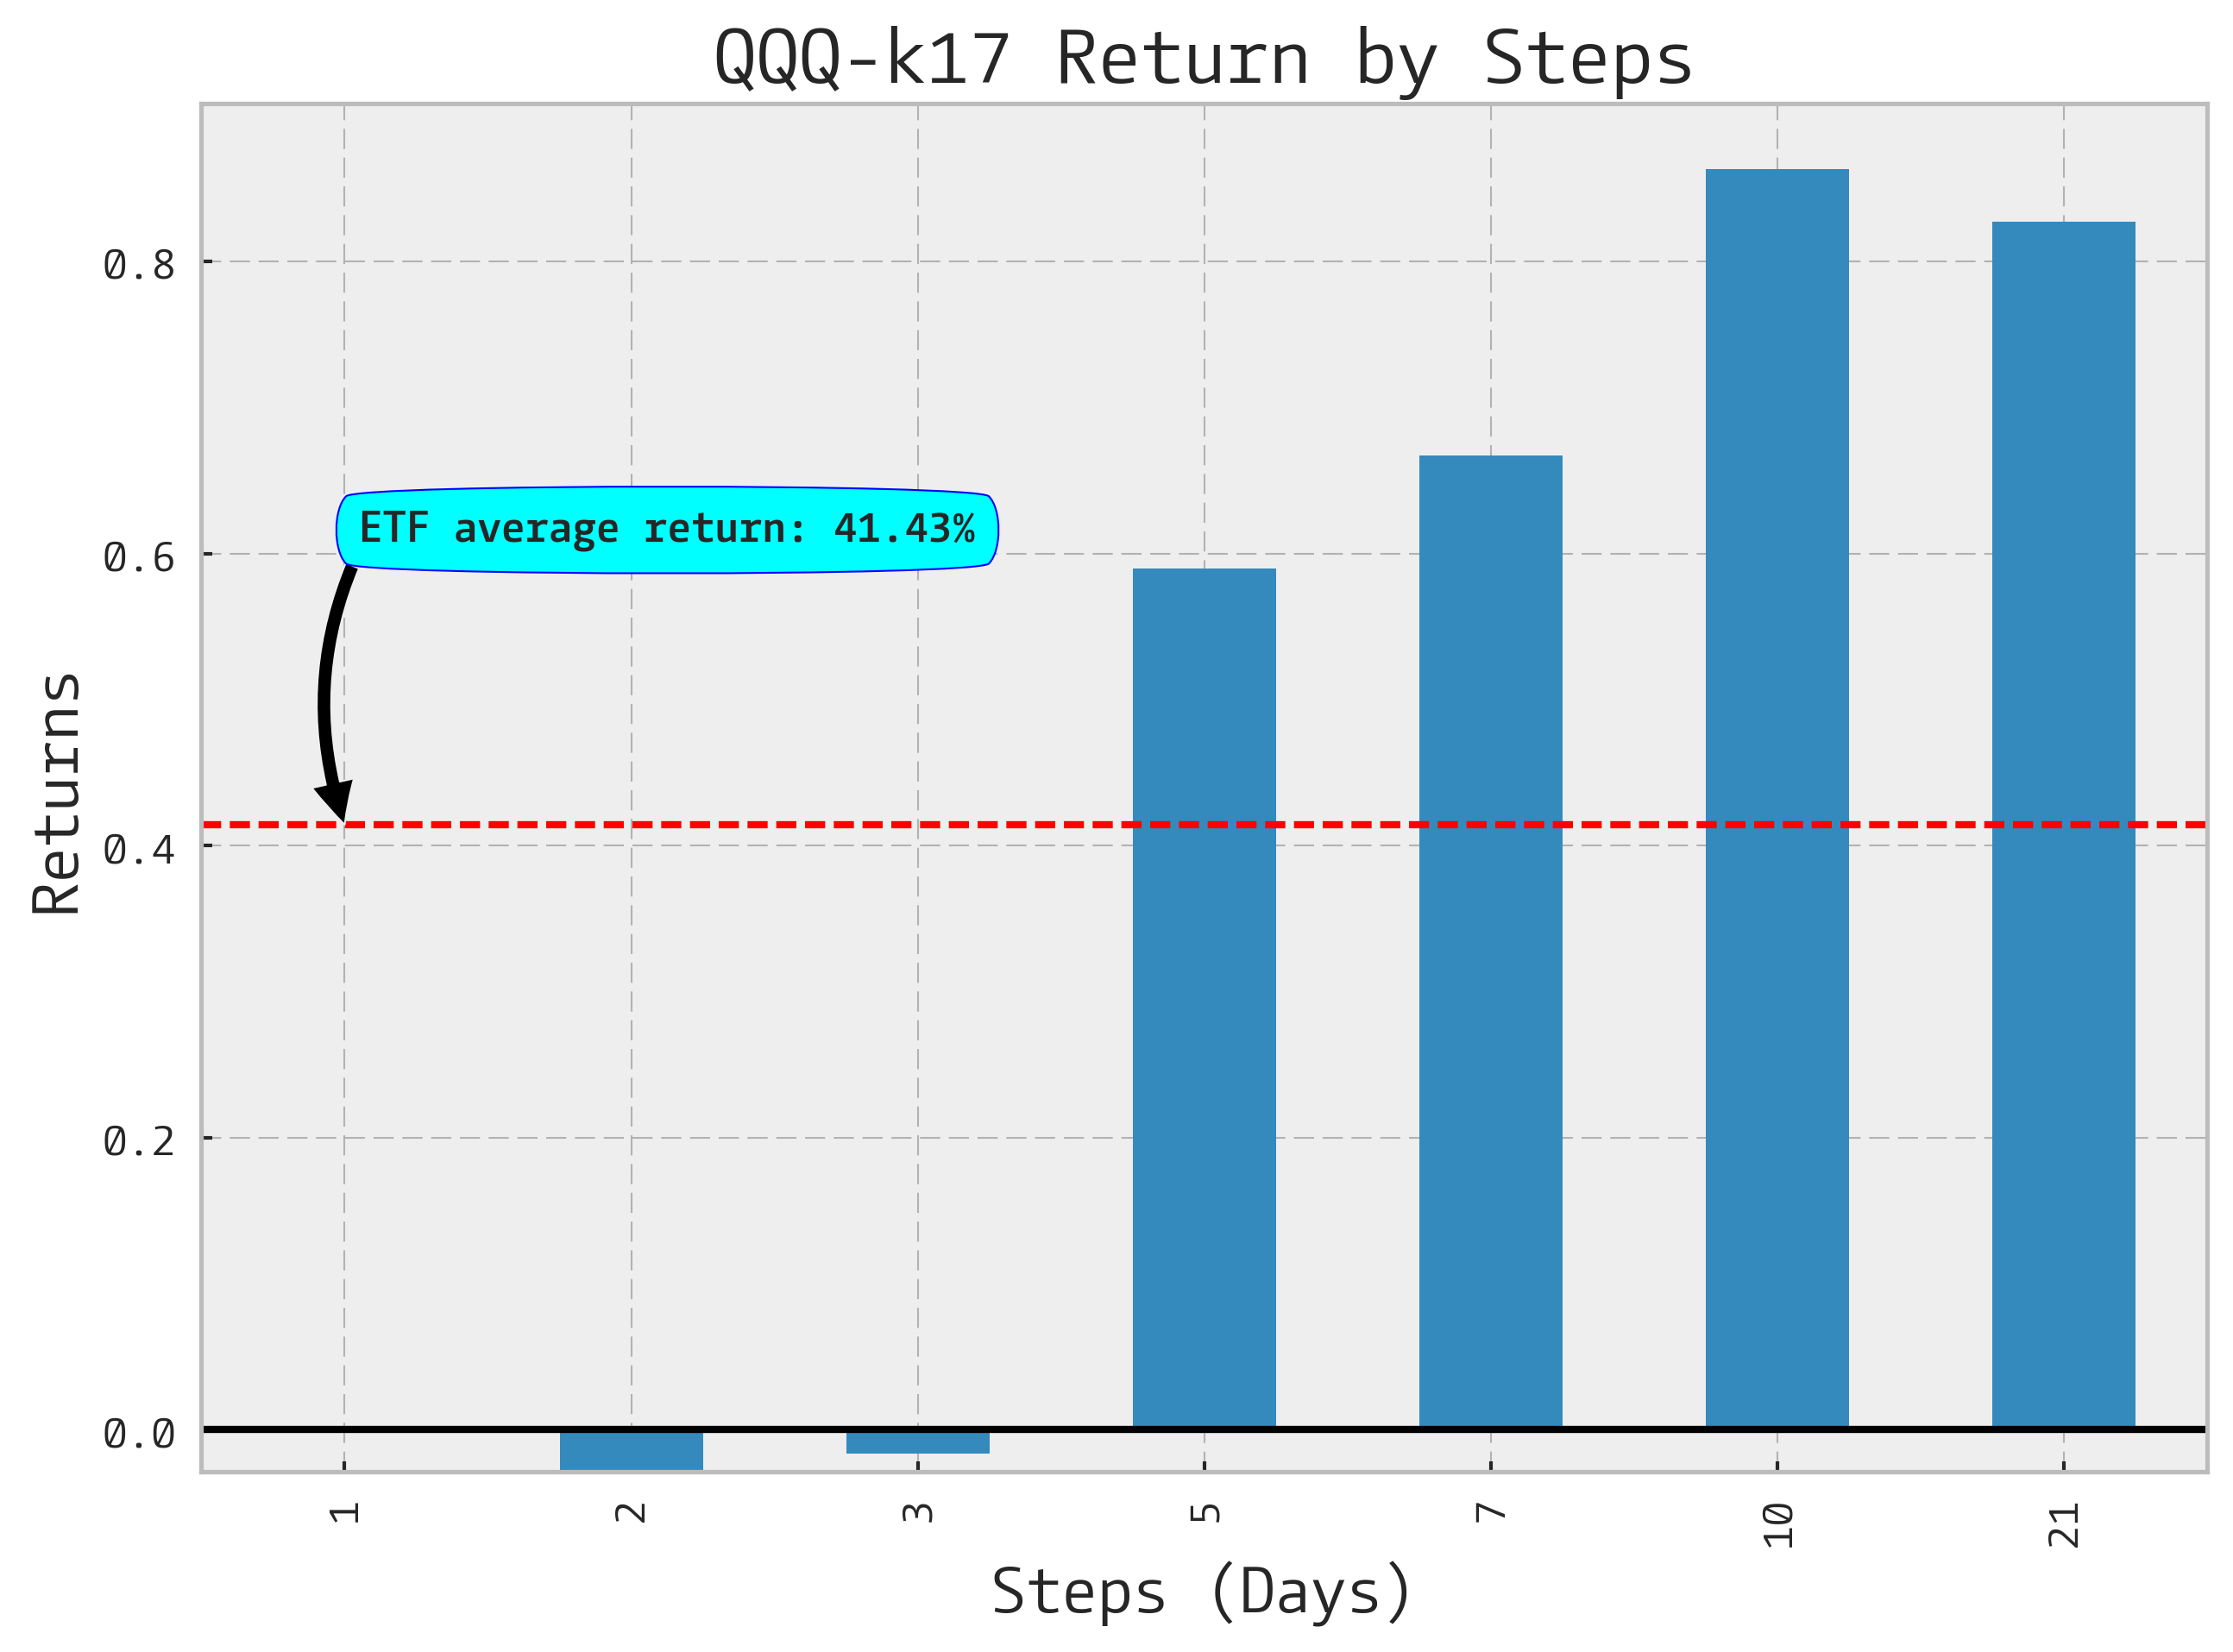 QQQ-k17 Return by Steps
Returns
0.8
0.6
0.4
0.2
0.0
ETF average return: 41.43%
1 2 3 5 7 10 21
Steps (Days)